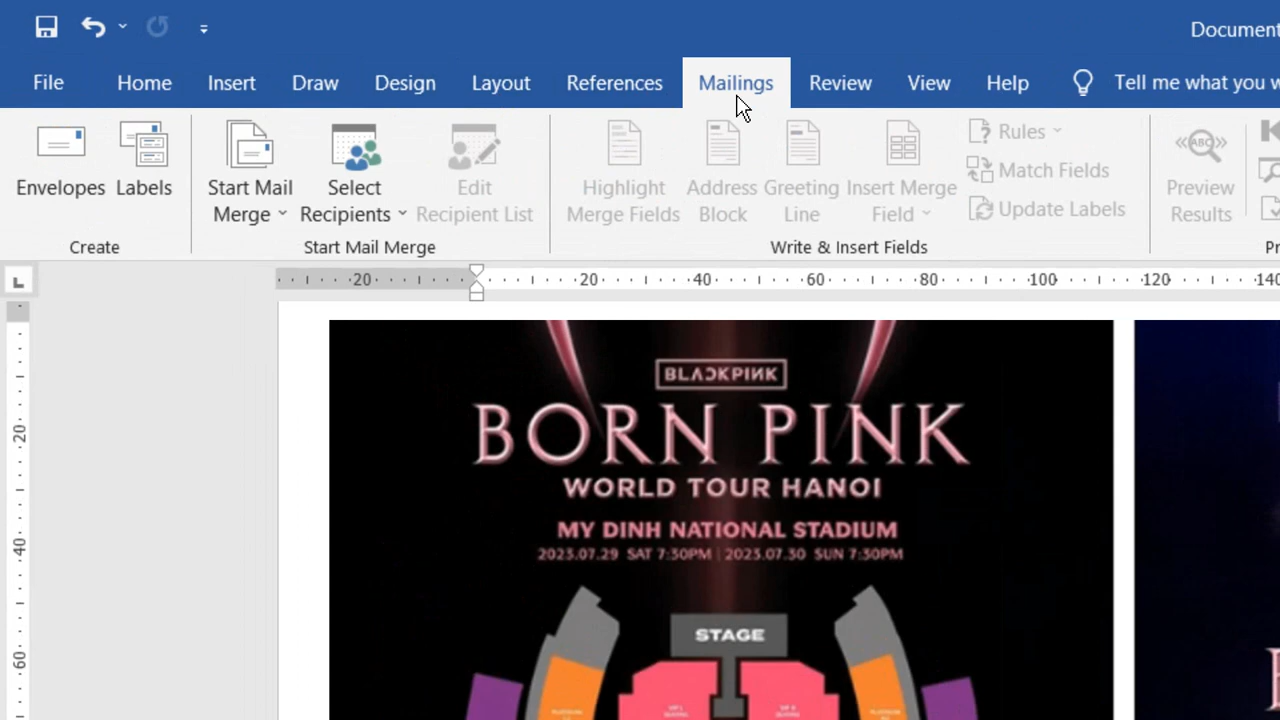 Document
File Home Insert Draw Design Layout References Mailings Review View Help Tell me what you w
Envelopes Labels Start Mail Merge Select Recipients Edit Recipient List Highlight Merge Fields Address Block Greeting Line Insert Merge Field Rules Match Fields Update Labels ABC Preview Results
Create Start Mail Merge Write & Insert Fields Pr
L 20 20 40 60 80 100 120 140
20
40
60
BLACKPINK
BORN PINK
WORLD TOUR HANOI
MY DINH NATIONAL STADIUM
2023.07.29 SAT 7:30PM | 2023.07.30 SUN 7:30PM
STAGE